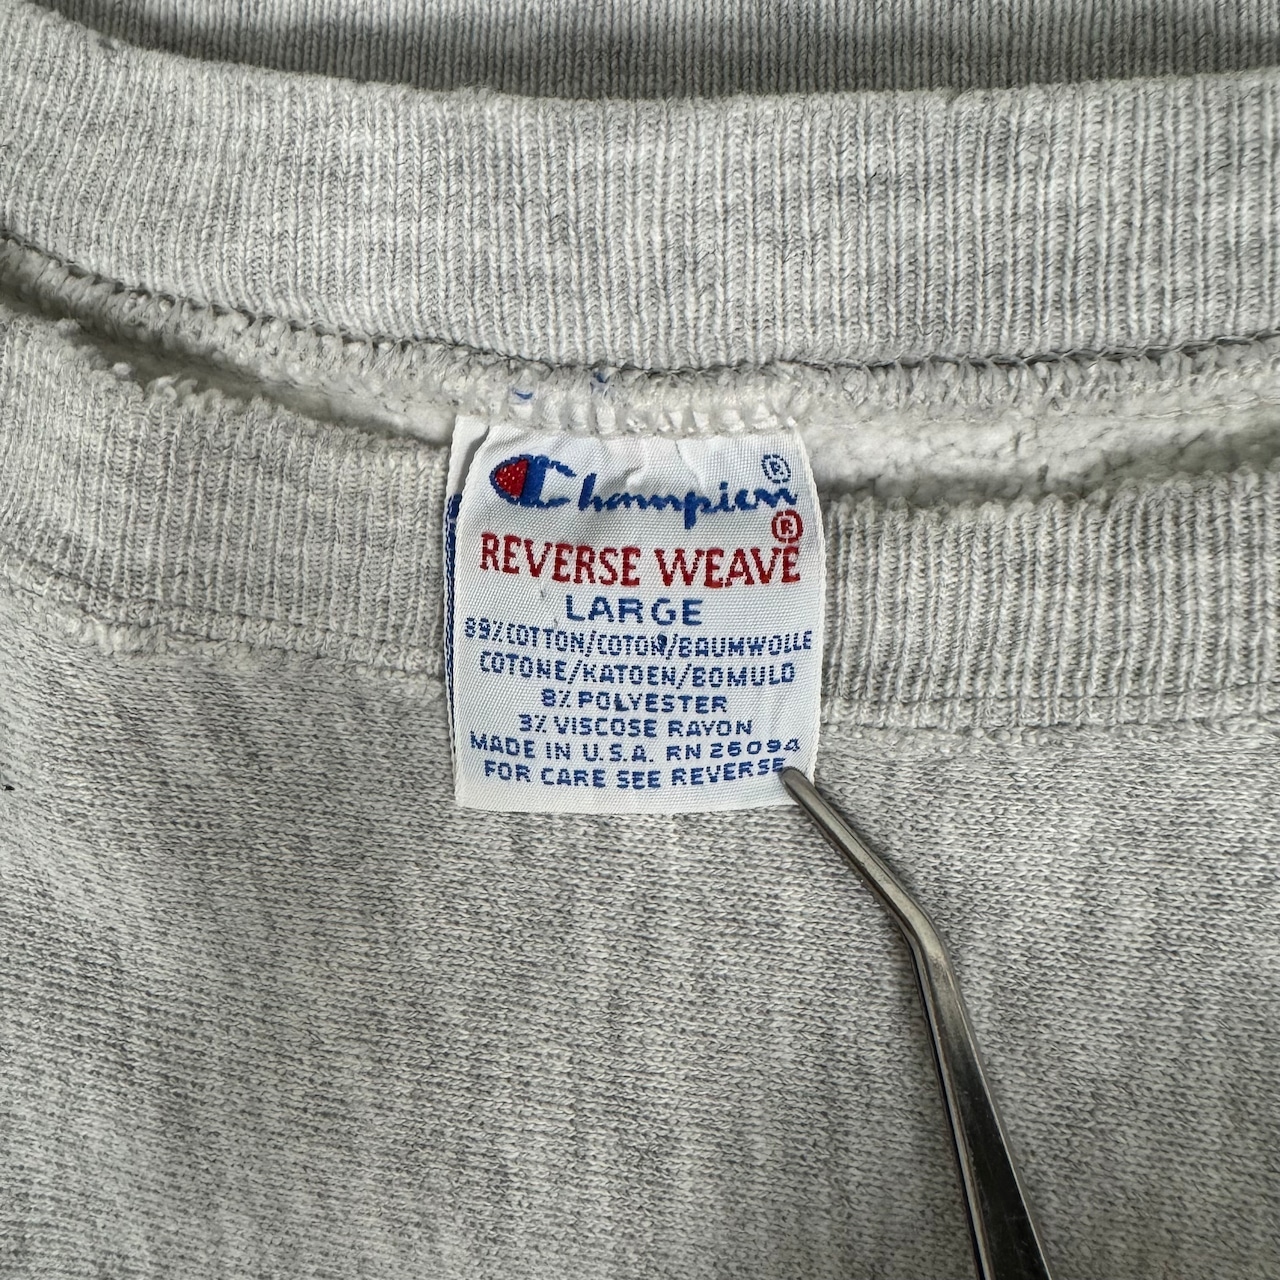 Champion®
REVERSE WEAVE®
LARGE
89% COTTON/COTON/BAUMWOLLE
COTONE/KATOEN/BOMULD
8% POLYESTER
3% VISCOSE RAYON
MADE IN U.S.A. RN 26094
FOR CARE SEE REVERSE